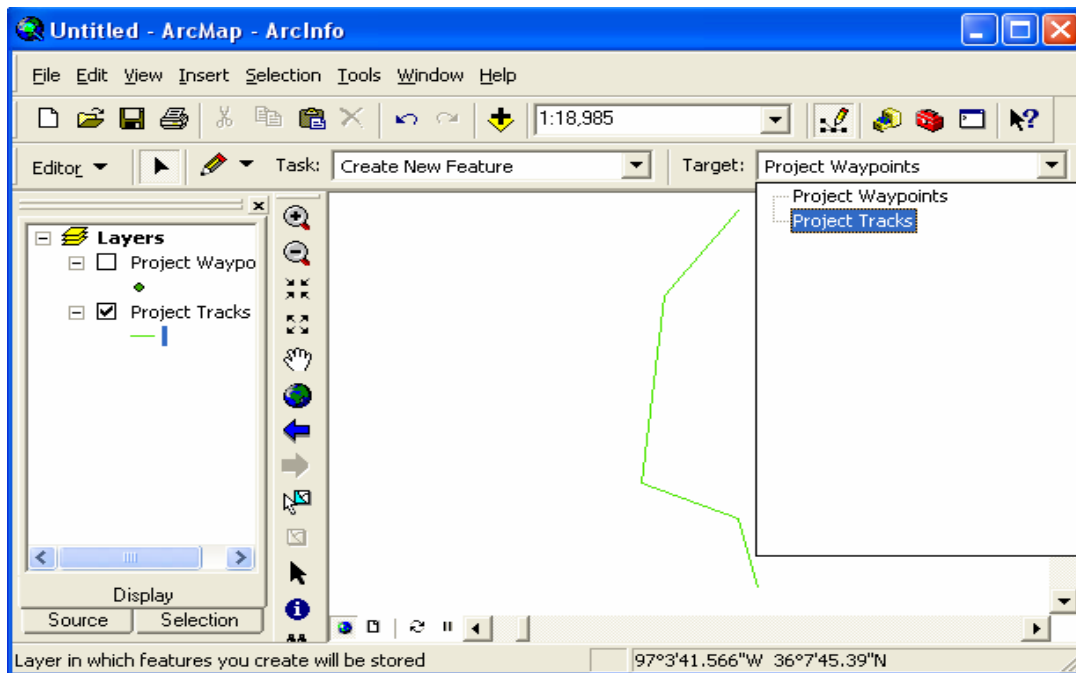 Untitled - ArcMap - ArcInfo
File Edit View Insert Selection Tools Window Help
1:18,985
Editor Task: Create New Feature Target: Project Waypoints
Project Waypoints
Project Tracks
Layers
Project Waypo
Project Tracks
Display
Source Selection
Layer in which features you create will be stored 97°3'41.566"W 36°7'45.39"N